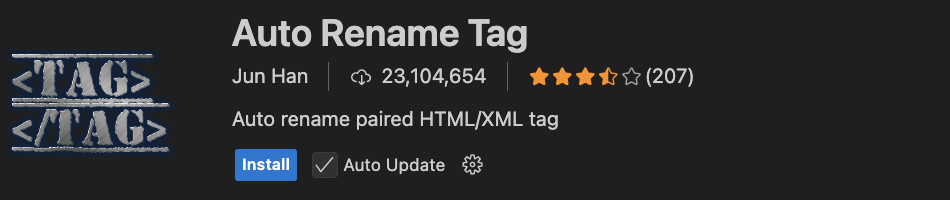 <TAG>
</TAG>
Auto Rename Tag
Jun Han 23,104,654 (207)
Auto rename paired HTML/XML tag
Install Auto Update